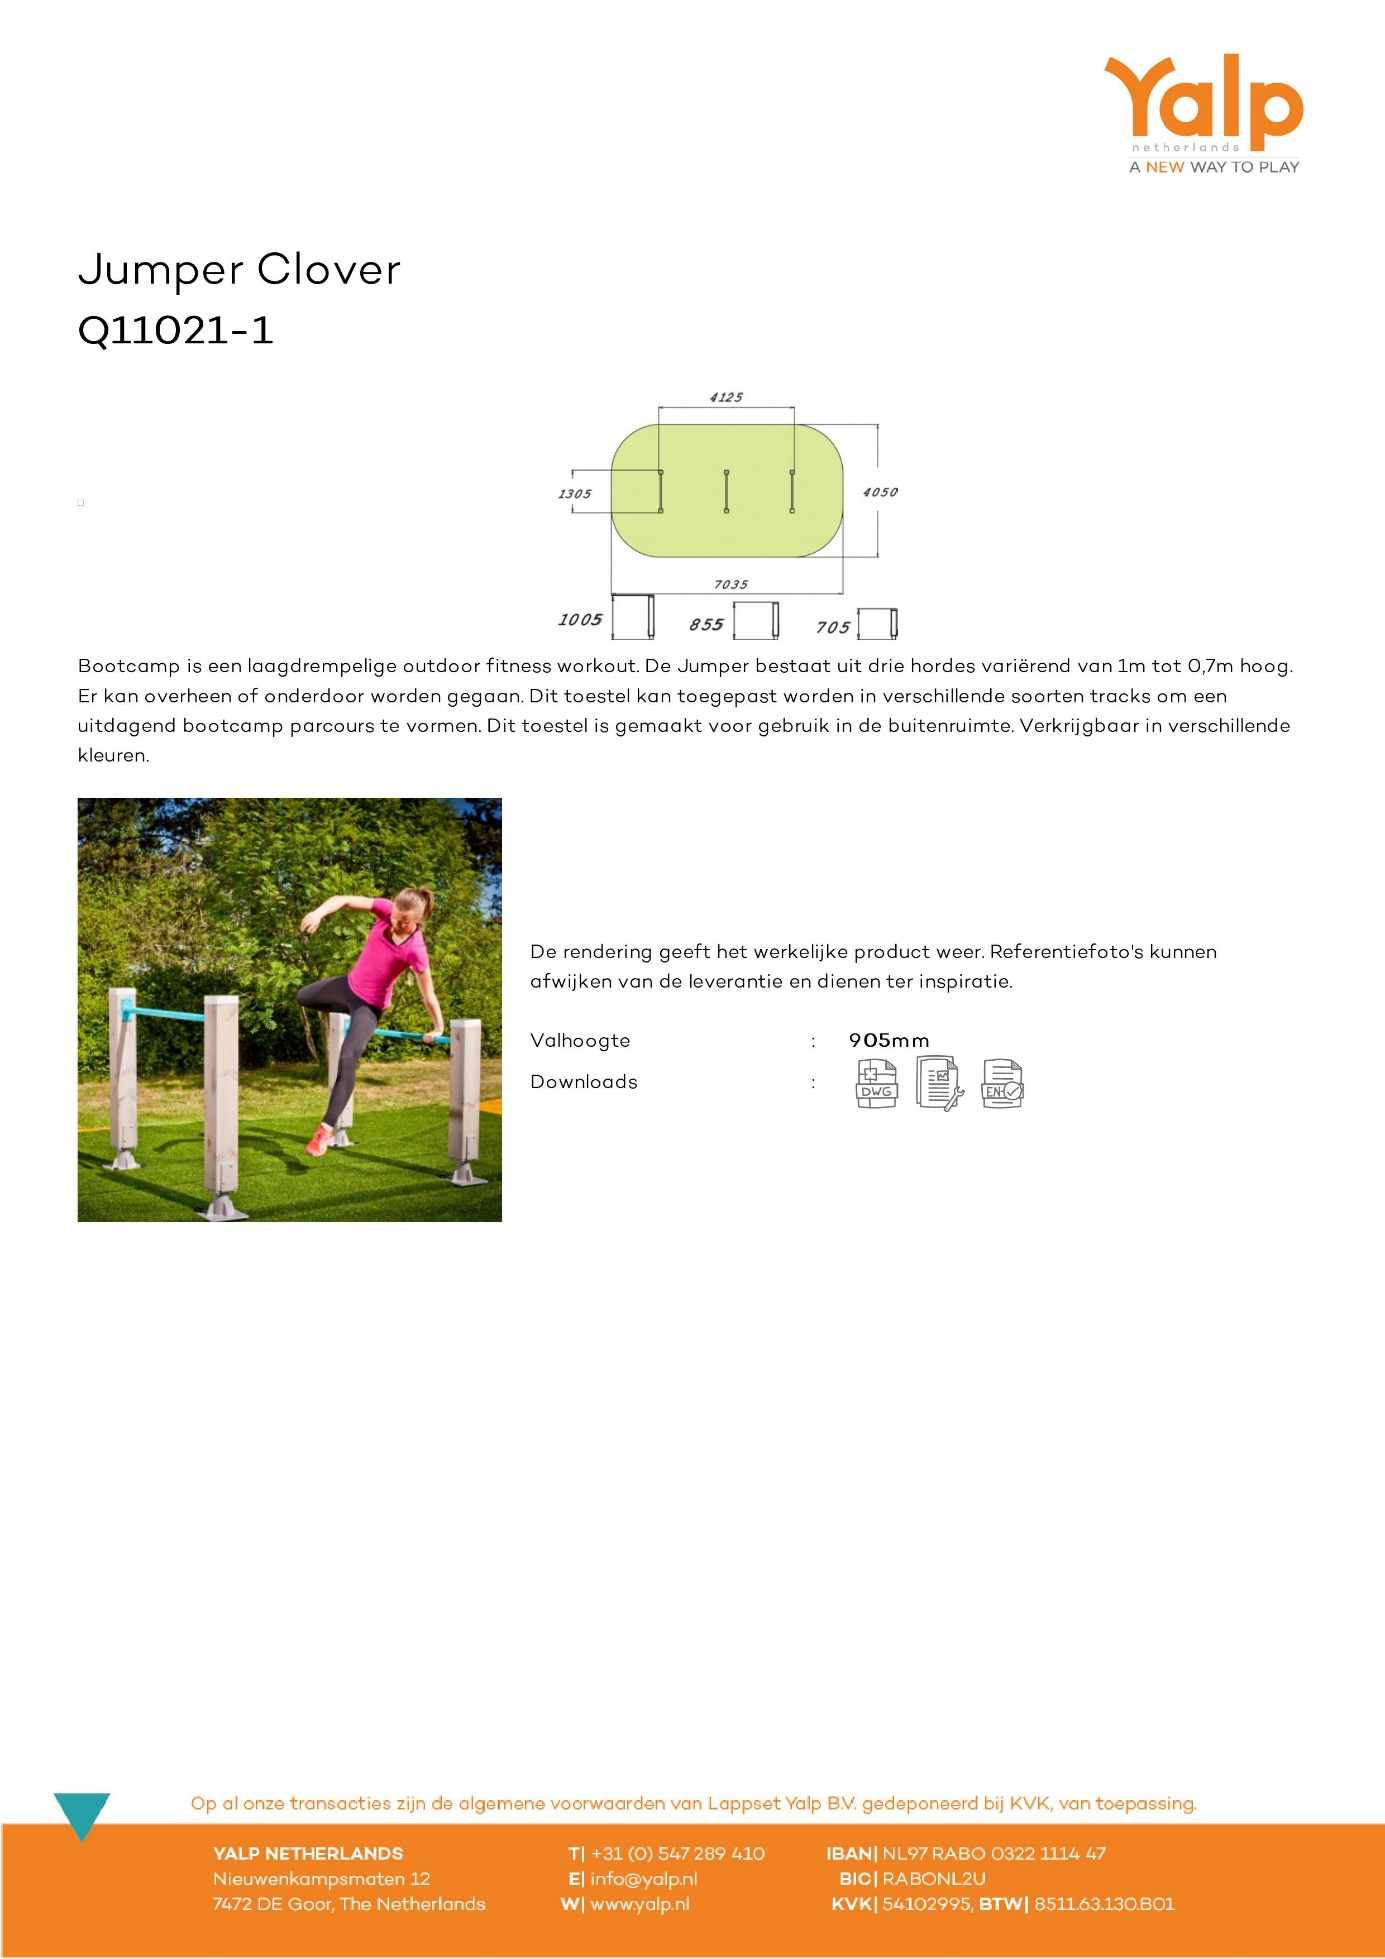 Yalp
netherlands
A NEW WAY TO PLAY
Jumper Clover
Q11021-1
4125
1305
4050
7035
1005
855
705
Bootcamp is een laagdrempelige outdoor fitness workout. De Jumper bestaat uit drie hordes variërend van 1m tot 0,7m hoog.
Er kan overheen of onderdoor worden gegaan. Dit toestel kan toegepast worden in verschillende soorten tracks om een
uitdagend bootcamp parcours te vormen. Dit toestel is gemaakt voor gebruik in de buitenruimte. Verkrijgbaar in verschillende
kleuren.
De rendering geeft het werkelijke product weer. Referentiefoto's kunnen
afwijken van de leverantie en dienen ter inspiratie.
Valhoogte : 905mm
Downloads :
DWG
EN
Op al onze transacties zijn de algemene voorwaarden van Lappset Yalp B.V. gedeponeerd bij KVK, van toepassing.
YALP NETHERLANDS T| +31 (0) 547 289 410 IBAN| NL97 RABO 0322 1114 47
Nieuwenkampsmaten 12 E| info@yalp.nl BIC| RABONL2U
7472 DE Goor, The Netherlands W| www.yalp.nl KVK| 54102995, BTW| 8511.63.130.B01